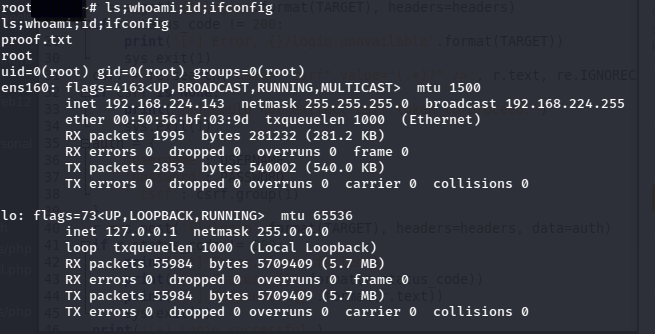 root ~# ls;whoami;id;ifconfig
ls;whoami;id;ifconfig
proof.txt
root
uid=0(root) gid=0(root) groups=0(root)
ens160: flags=4163<UP,BROADCAST,RUNNING,MULTICAST>  mtu 1500
        inet 192.168.224.143  netmask 255.255.255.0  broadcast 192.168.224.255
        ether 00:50:56:bf:03:9d  txqueuelen 1000  (Ethernet)
        RX packets 1995  bytes 281232 (281.2 KB)
        RX errors 0  dropped 0  overruns 0  frame 0
        TX packets 2853  bytes 540002 (540.0 KB)
        TX errors 0  dropped 0 overruns 0  carrier 0  collisions 0

lo: flags=73<UP,LOOPBACK,RUNNING>  mtu 65536
        inet 127.0.0.1  netmask 255.0.0.0
        loop  txqueuelen 1000  (Local Loopback)
        RX packets 55984  bytes 5709409 (5.7 MB)
        RX errors 0  dropped 0  overruns 0  frame 0
        TX packets 55984  bytes 5709409 (5.7 MB)
        TX errors 0  dropped 0 overruns 0  carrier 0  collisions 0